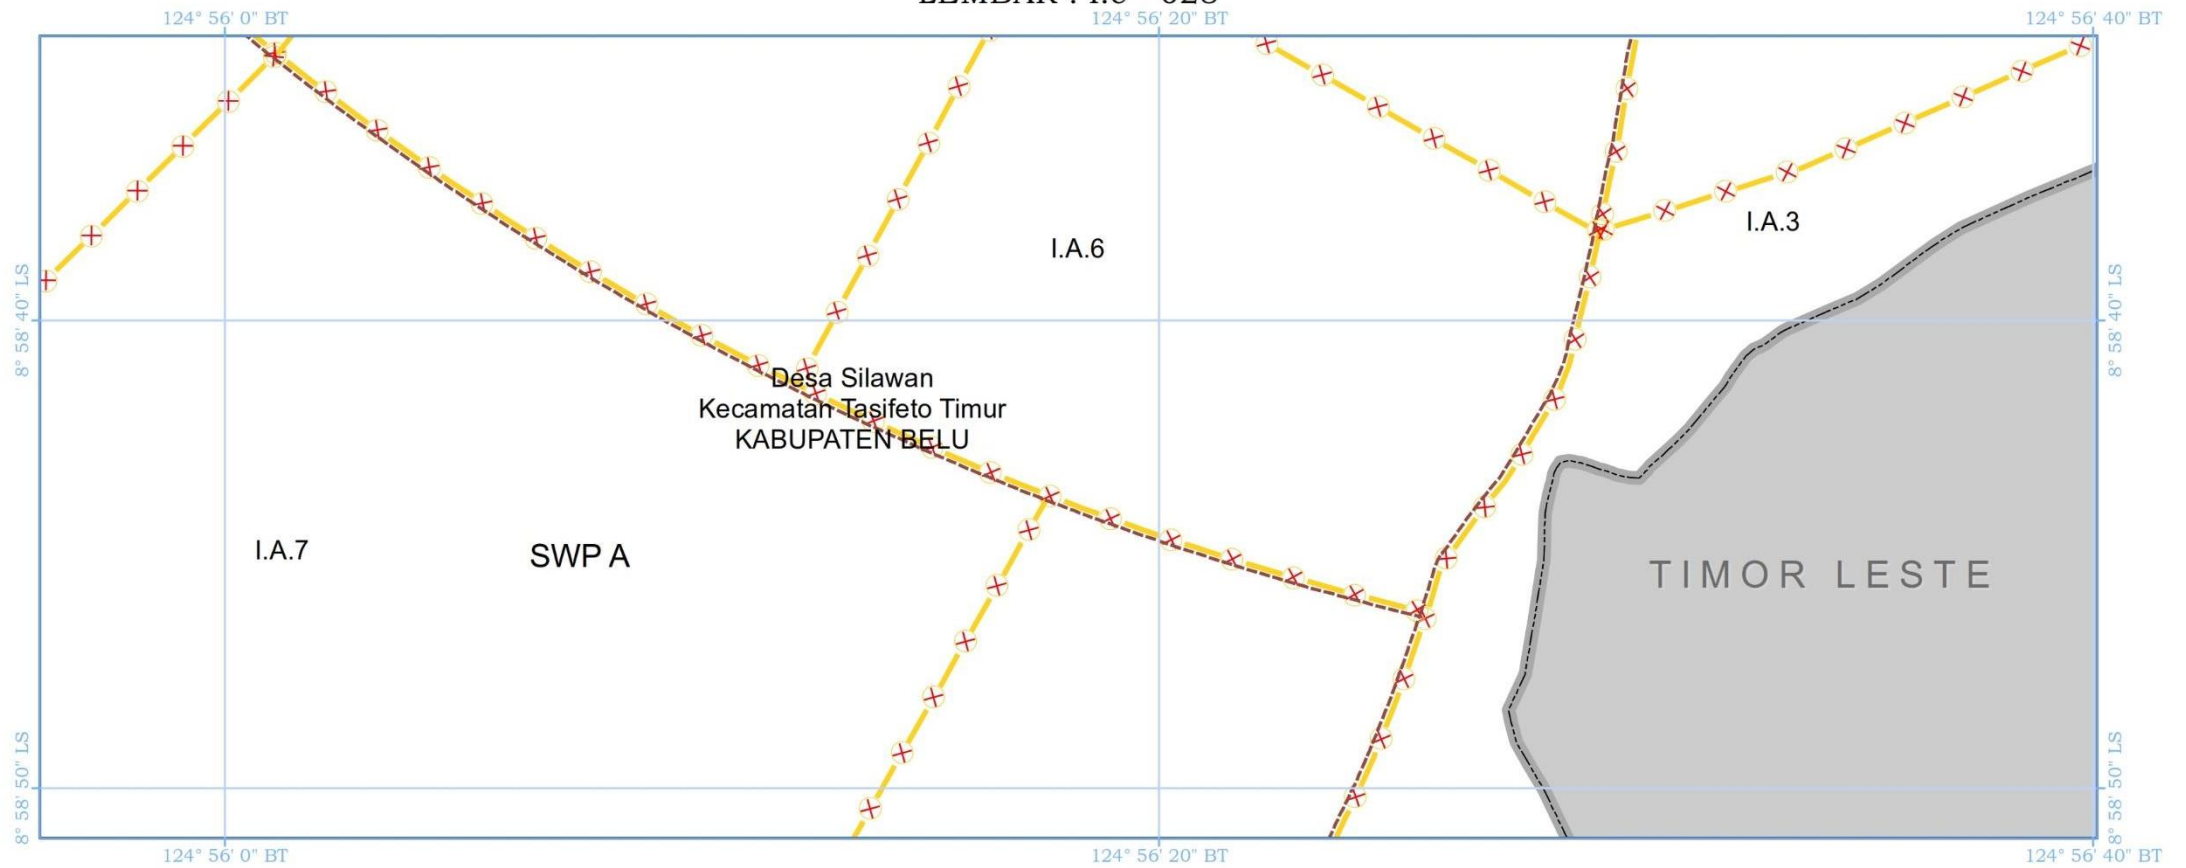 124° 56' 0" BT
124° 56' 20" BT
124° 56' 40" BT
I.A.3
I.A.6
8° 58' 40" LS
8° 58' 40" LS
Desa Silawan
Kecamatan Tasifeto Timur
KABUPATEN BELU
I.A.7
SWP A
TIMOR LESTE
8° 58' 50" LS
8° 58' 50" LS
124° 56' 0" BT
124° 56' 20" BT
124° 56' 40" BT